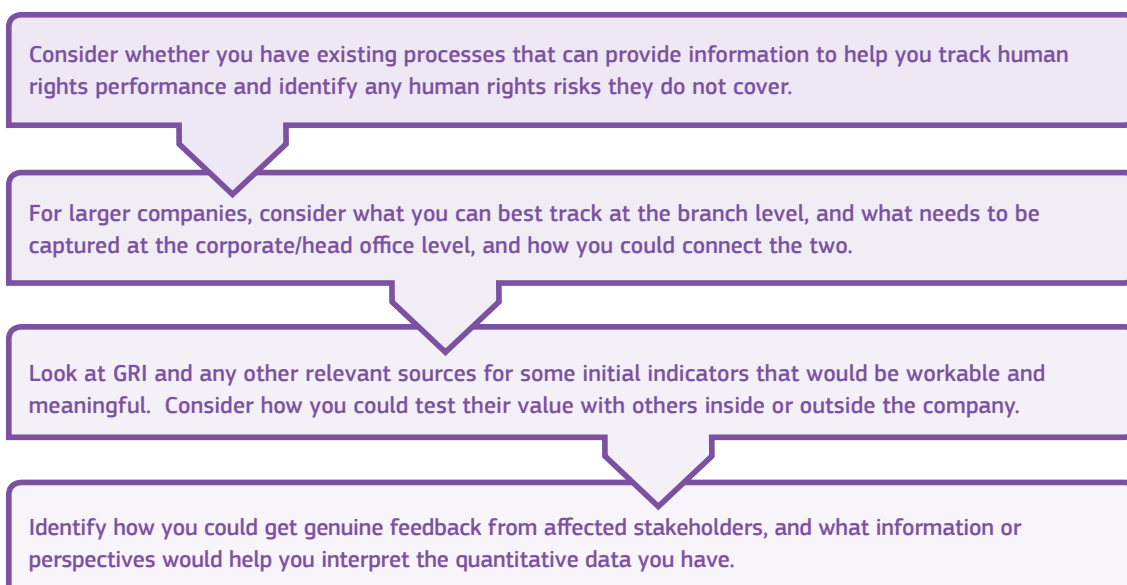 Consider whether you have existing processes that can provide information to help you track human
rights performance and identify any human rights risks they do not cover.
For larger companies, consider what you can best track at the branch level, and what needs to be
captured at the corporate/head office level, and how you could connect the two.
Look at GRI and any other relevant sources for some initial indicators that would be workable and
meaningful.  Consider how you could test their value with others inside or outside the company.
Identify how you could get genuine feedback from affected stakeholders, and what information or
perspectives would help you interpret the quantitative data you have.